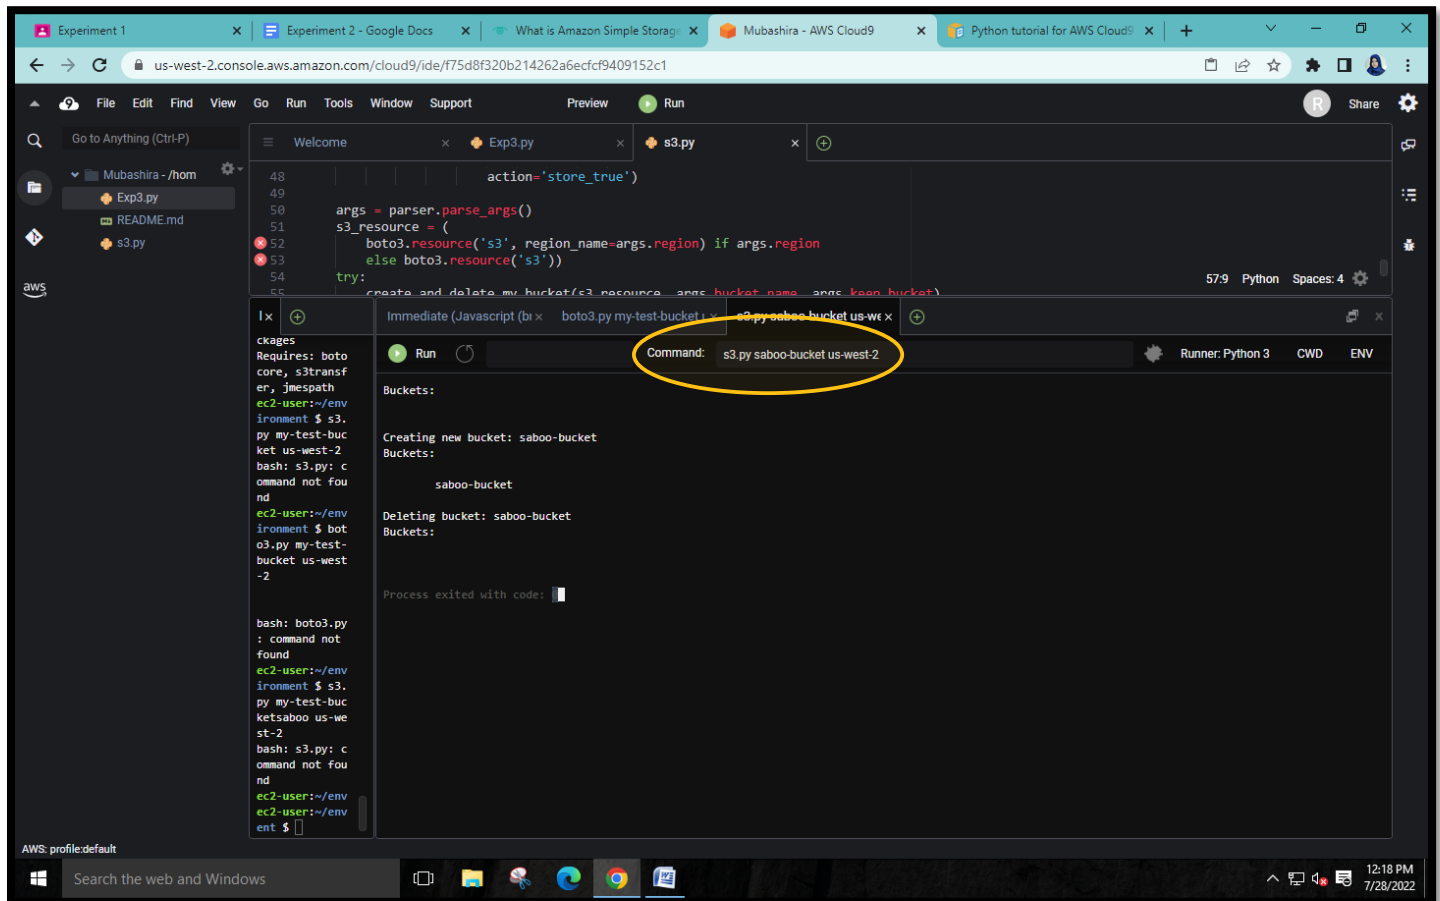 Experiment 1
Experiment 2 - Google Docs
What is Amazon Simple Storage
Mubashira - AWS Cloud9
Python tutorial for AWS Cloud9
us-west-2.console.aws.amazon.com/cloud9/ide/f75d8f320b214262a6ecfcf9409152c1
9 File Edit Find View Go Run Tools Window Support Preview Run R Share
Go to Anything (Ctrl-P)
Welcome Exp3.py s3.py
Mubashira - /hom
Exp3.py
README.md
s3.py
aws
48 action='store_true')
49
50 args = parser.parse_args()
51 s3_resource = (
52 boto3.resource('s3', region_name=args.region) if args.region
53 else boto3.resource('s3'))
54 try:
55 create_and_delete_my_bucket(s3_resource, args.bucket_name, args.keep_bucket)
57:9 Python Spaces: 4
Immediate (Javascript (br boto3.py my-test-bucket s3.py saboo-bucket us-we
Run Command: s3.py saboo-bucket us-west-2 Runner: Python 3 CWD ENV
ckages
Requires: boto
core, s3transf
er, jmespath
ec2-user:~/env
ironment $ s3.
py my-test-buc
ket us-west-2
bash: s3.py: c
ommand not fou
nd
ec2-user:~/env
ironment $ bot
o3.py my-test-
bucket us-west
-2
bash: boto3.py
: command not
found
ec2-user:~/env
ironment $ s3.
py my-test-buc
ketsaboo us-we
st-2
bash: s3.py: c
ommand not fou
nd
ec2-user:~/env
ec2-user:~/env
ent $
Buckets:
Creating new bucket: saboo-bucket
Buckets:
saboo-bucket
Deleting bucket: saboo-bucket
Buckets:
Process exited with code:
AWS: profile:default
Search the web and Windows
12:18 PM
7/28/2022